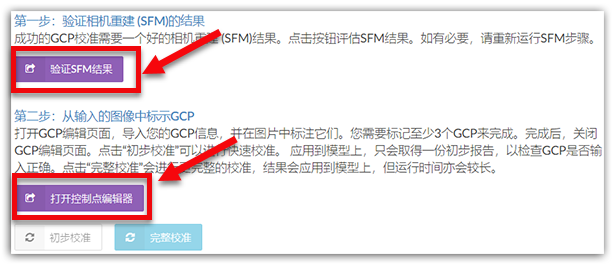 第一步：验证相机重建 (SFM)的结果
成功的GCP校准需要一个好的相机重建 (SFM)结果。点击按钮评估SFM结果。如有必要，请重新运行SFM步骤。
验证SFM结果
第二步：从输入的图像中标示GCP
打开GCP编辑页面，导入您的GCP信息，并在图片中标注它们。您需要标记至少3个GCP来完成。完成后，关闭
GCP编辑页面。点击“初步校准”可以进行快速校准。 应用到模型上，只会取得一份初步报告，以检查GCP是否输
入正确。点击“完整校准”会进行更完整的校准，结果会应用到模型上，但运行时间亦会较长。
打开控制点编辑器
初步校准 完整校准